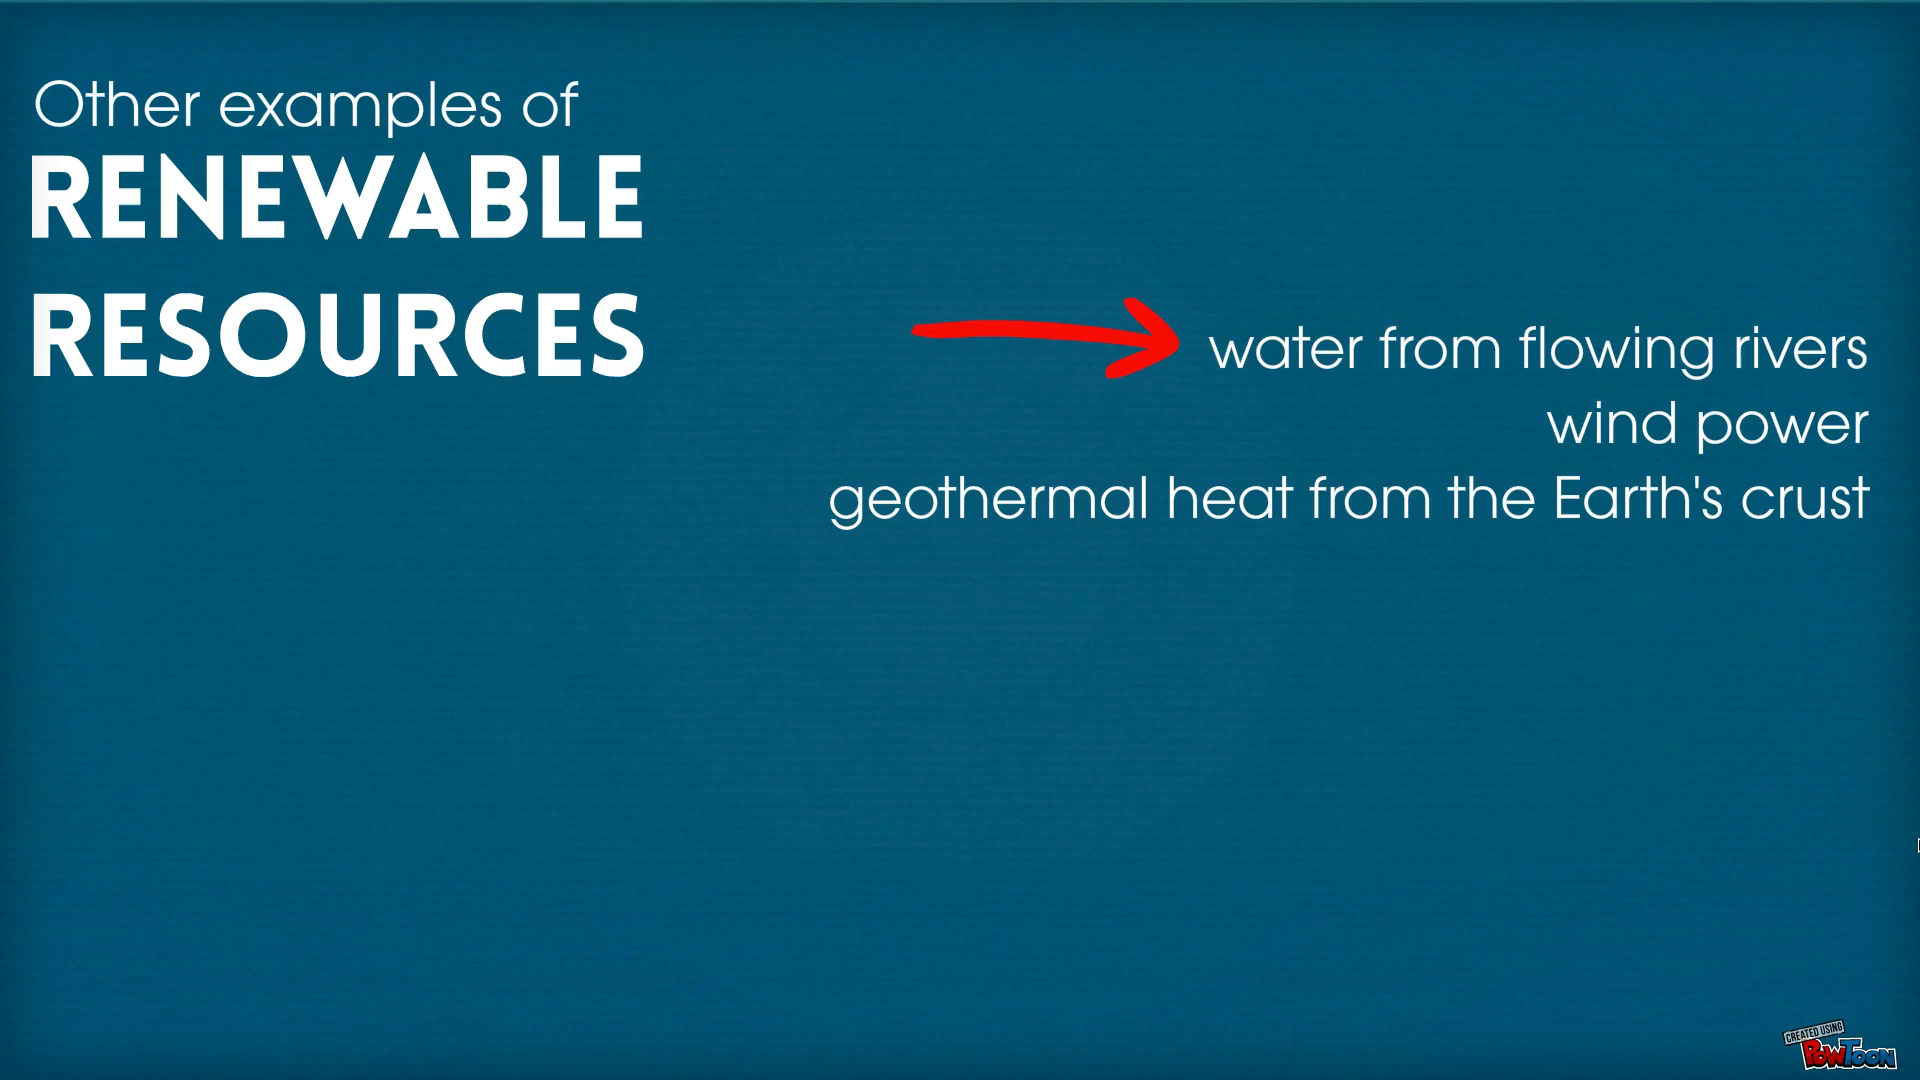 Other examples of
RENEWABLE
RESOURCES
water from flowing rivers
wind power
geothermal heat from the Earth's crust
CREATED USING
POWTOON